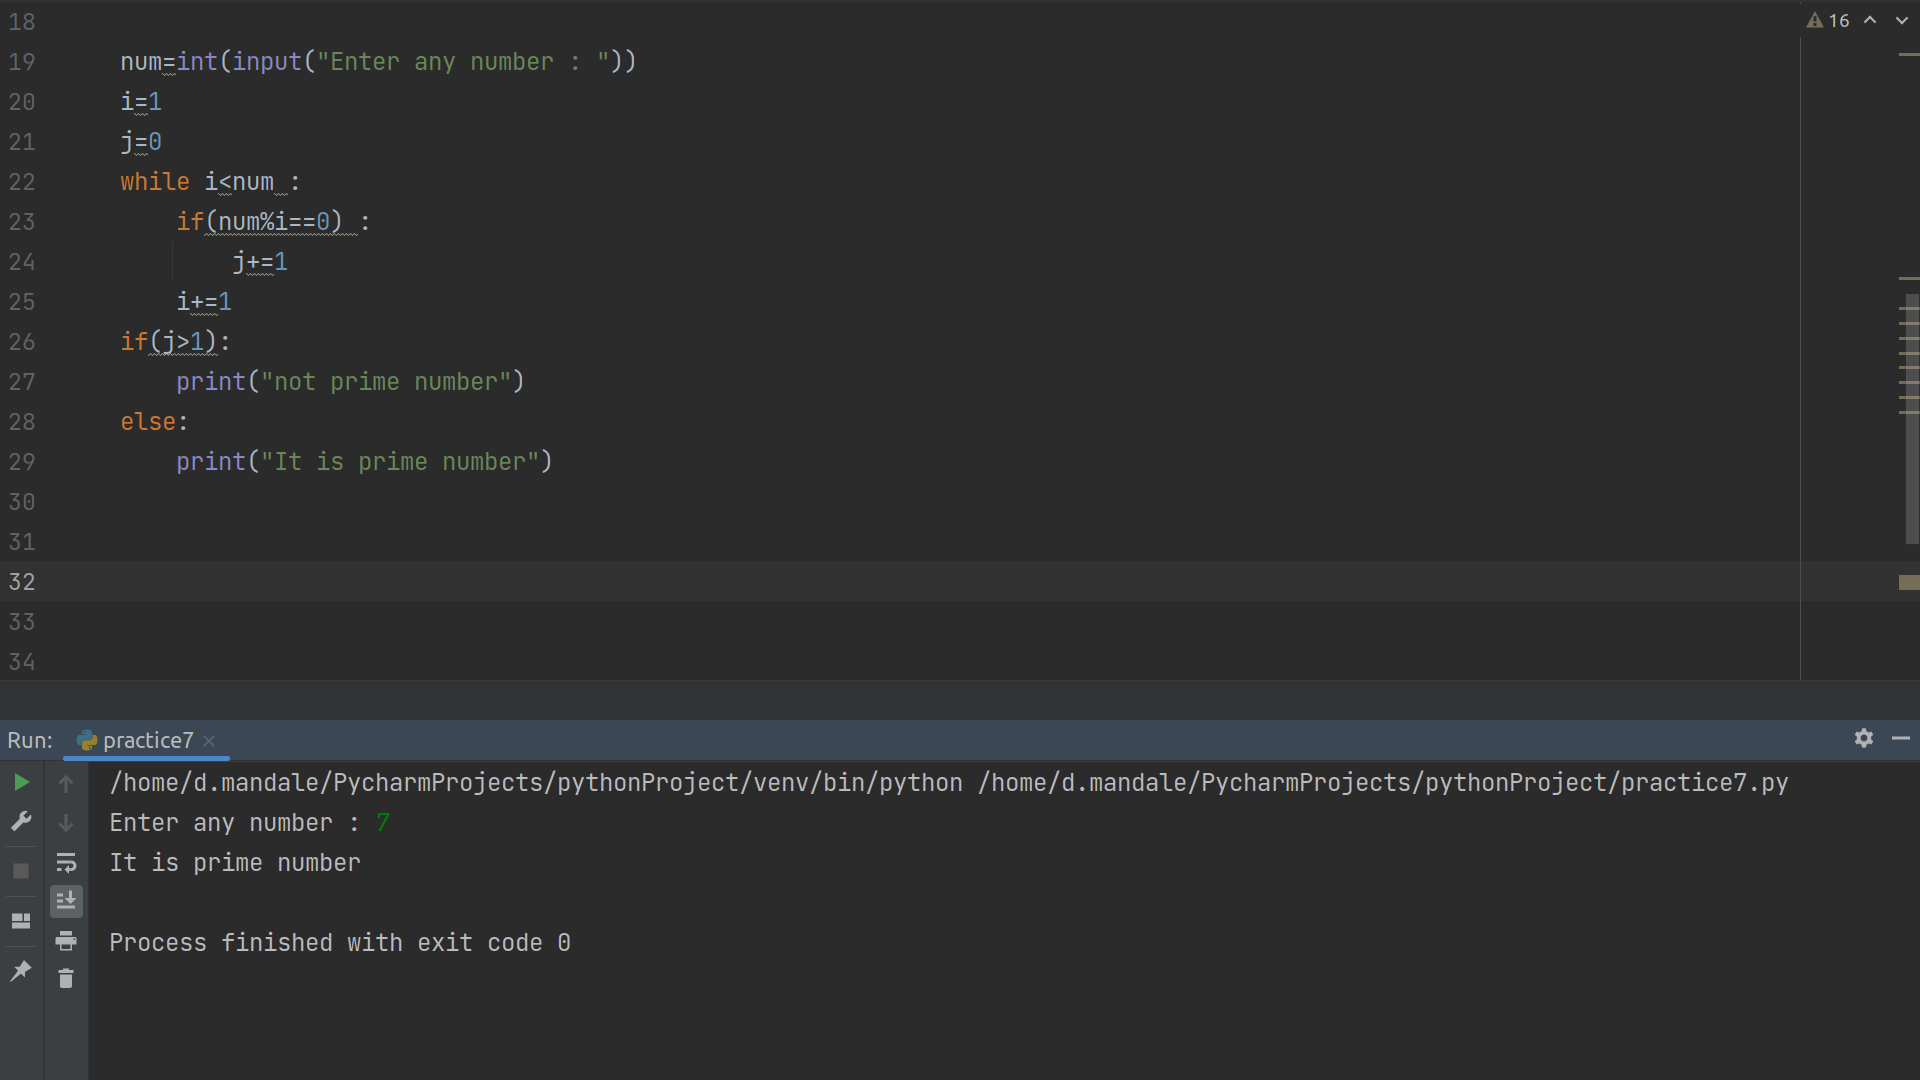 18
16
19 num=int(input("Enter any number : "))
20 i=1
21 j=0
22 while i<num :
23     if(num%i==0) :
24         j+=1
25     i+=1
26 if(j>1):
27     print("not prime number")
28 else:
29     print("It is prime number")
30
31
32
33
34
Run: practice7
/home/d.mandale/PycharmProjects/pythonProject/venv/bin/python /home/d.mandale/PycharmProjects/pythonProject/practice7.py
Enter any number : 7
It is prime number
Process finished with exit code 0